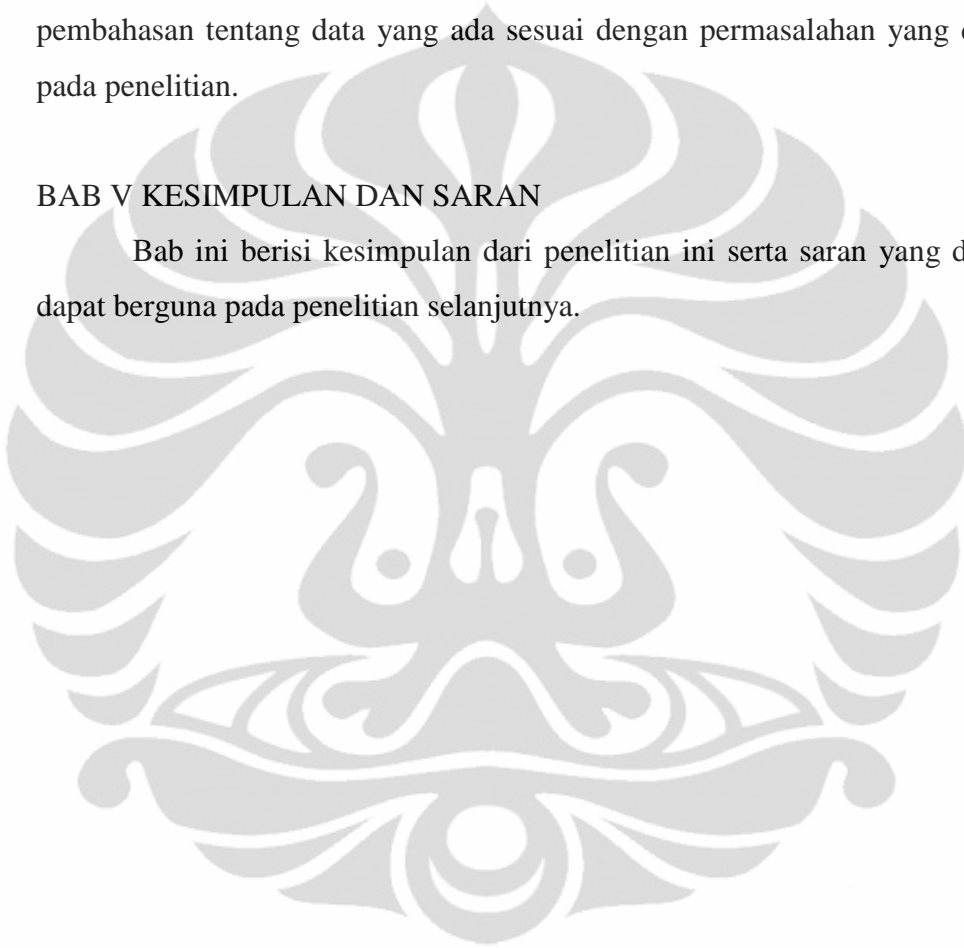 pembahasan tentang data yang ada sesuai dengan permasalahan yang
pada penelitian.
BAB V KESIMPULAN DAN SARAN
Bab ini berisi kesimpulan dari penelitian ini serta saran yang
dapat berguna pada penelitian selanjutnya.